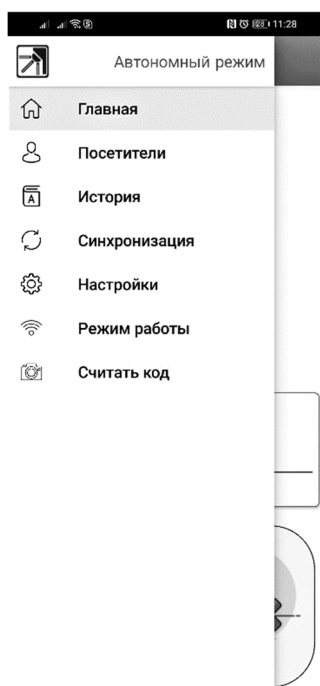 11:28
Автономный режим
Главная
Посетители
История
Синхронизация
Настройки
Режим работы
Считать код